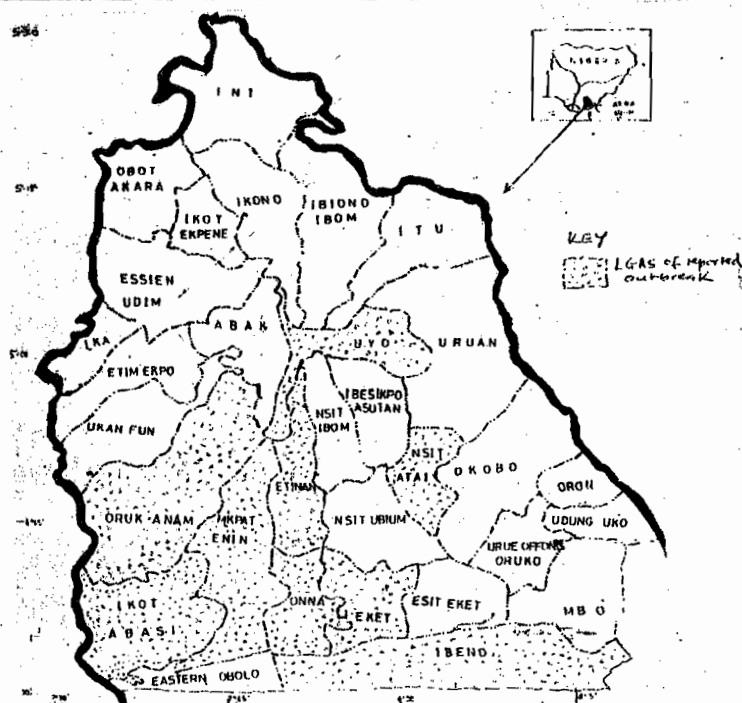 INI
OBOT
AKARA
IKOT
EKPENE
IKONO
IBIONO
IBOM
ITU
KEY
LGAS of reported
outbreak
ESSIEN
UDIM
IKA
ABAK
UYO
URUAN
ETIM EKPO
UKAN FUN
NSIT
IBOM
IBESIKPO
ASUTAN
NSIT
ATAI
OKOBO
ETINAN
ORON
UDUNG UKO
ORUK-ANAM
MKPAT
ENIN
NSIT UBIUM
URUE OFFONG
ORUKO
IKOT
ABASI
ONNA
EKET
ESIT EKET
MBO
IBENO
EASTERN OBOLO